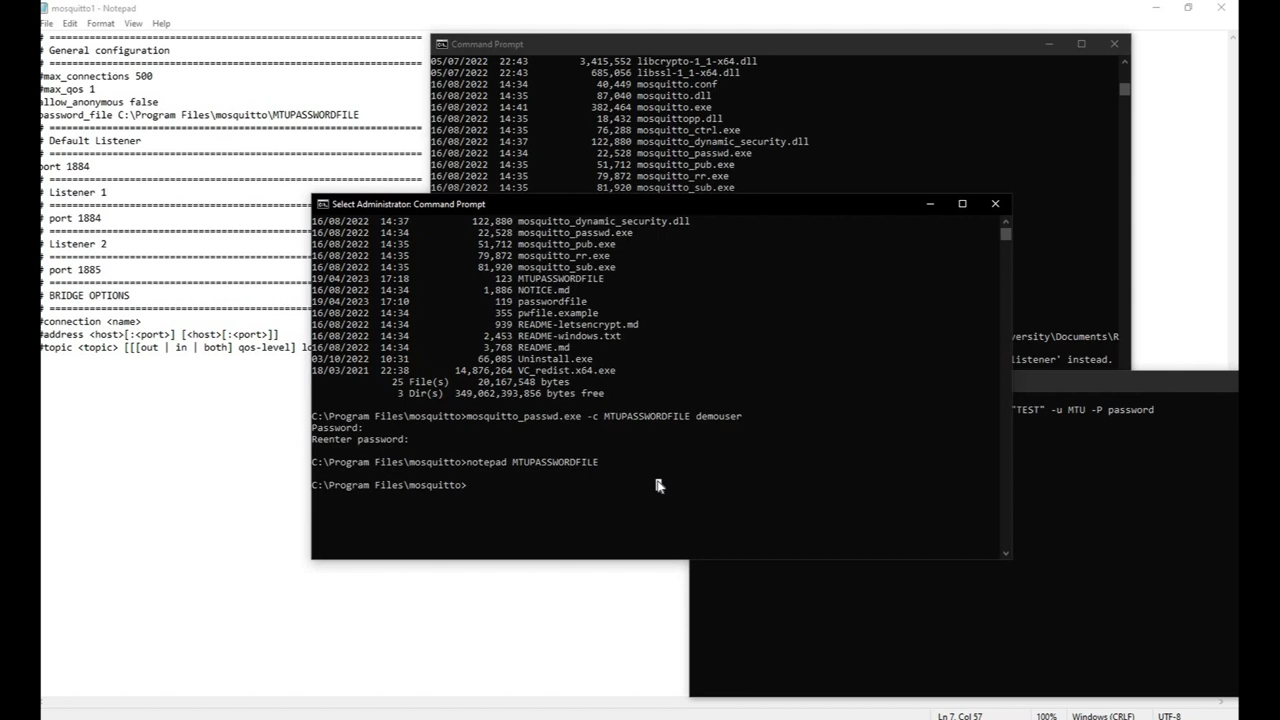 mosquitto1 - Notepad
File Edit Format View Help
# =====================================================
# General configuration
# =====================================================
#max_connections 500
#max_qos 1
allow_anonymous false
password_file C:\Program Files\mosquitto\MTUPASSWORDFILE
# =====================================================
# Default Listener
# =====================================================
port 1884
# =====================================================
# Listener 1
# =====================================================
# port 1884
# =====================================================
# Listener 2
# =====================================================
# port 1885
# =====================================================
# BRIDGE OPTIONS
# =====================================================
#connection <name>
#address <host>[:<port>] [<host>[:<port>]]
#topic <topic> [[[out | in | both] qos-level] lo
Command Prompt
05/07/2022 22:43 3,415,552 libcrypto-1_1-x64.dll
05/07/2022 22:43 685,056 libssl-1_1-x64.dll
16/08/2022 14:34 40,449 mosquitto.conf
16/08/2022 14:35 87,040 mosquitto.dll
16/08/2022 14:41 382,464 mosquitto.exe
16/08/2022 14:35 18,432 mosquittopp.dll
16/08/2022 14:35 76,288 mosquitto_ctrl.exe
16/08/2022 14:37 122,880 mosquitto_dynamic_security.dll
16/08/2022 14:34 22,528 mosquitto_passwd.exe
16/08/2022 14:35 51,712 mosquitto_pub.exe
16/08/2022 14:35 79,872 mosquitto_rr.exe
16/08/2022 14:35 81,920 mosquitto_sub.exe
versity\Documents\R
listener' instead.
Select Administrator: Command Prompt
16/08/2022 14:37 122,880 mosquitto_dynamic_security.dll
16/08/2022 14:34 22,528 mosquitto_passwd.exe
16/08/2022 14:35 51,712 mosquitto_pub.exe
16/08/2022 14:35 79,872 mosquitto_rr.exe
16/08/2022 14:35 81,920 mosquitto_sub.exe
19/04/2023 17:18 123 MTUPASSWORDFILE
16/08/2022 14:34 1,886 NOTICE.md
19/04/2023 17:10 119 passwordfile
16/08/2022 14:34 355 pwfile.example
16/08/2022 14:34 939 README-letsencrypt.md
16/08/2022 14:34 2,453 README-windows.txt
16/08/2022 14:34 3,768 README.md
03/10/2022 10:31 66,085 Uninstall.exe
18/03/2021 22:38 14,876,264 VC_redist.x64.exe
25 File(s) 20,167,548 bytes
3 Dir(s) 349,062,393,856 bytes free
C:\Program Files\mosquitto>mosquitto_passwd.exe -c MTUPASSWORDFILE demouser
Password:
Reenter password:
C:\Program Files\mosquitto>notepad MTUPASSWORDFILE
C:\Program Files\mosquitto>
"TEST" -u MTU -P password
Ln 7, Col 57 100% Windows (CRLF) UTF-8